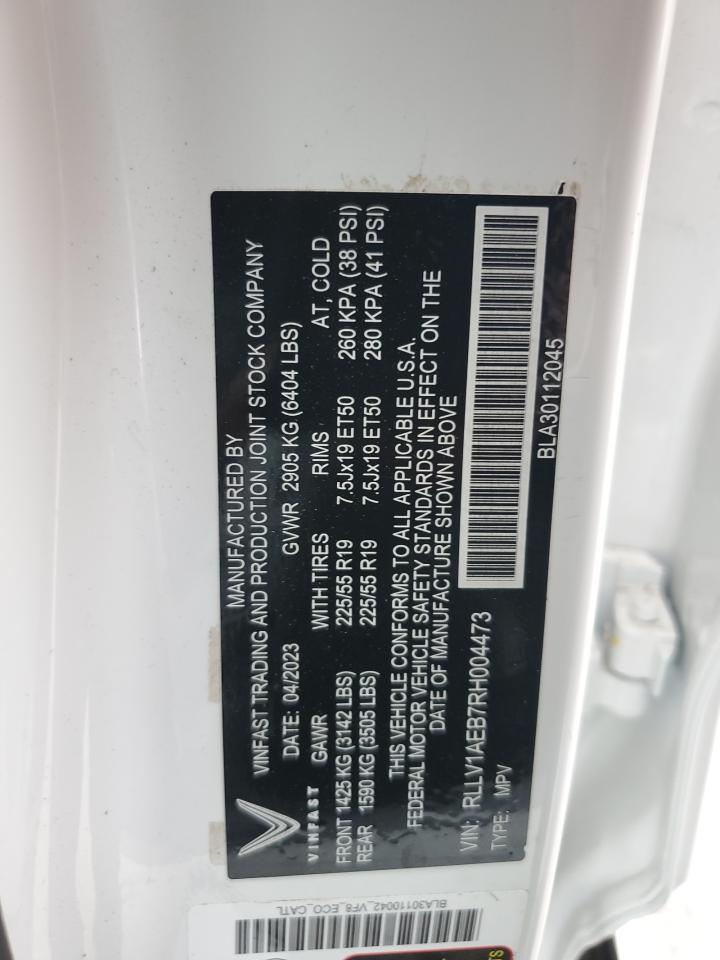 MANUFACTURED BY
VINFAST TRADING AND PRODUCTION JOINT STOCK COMPANY
DATE: 04/2023 GVWR 2905 KG (6404 LBS)
VINFAST GAWR WITH TIRES RIMS AT, COLD
FRONT 1425 KG (3142 LBS) 225/55 R19 7.5Jx19 ET50 260 KPA (38 PSI)
REAR 1590 KG (3505 LBS) 225/55 R19 7.5Jx19 ET50 280 KPA (41 PSI)
THIS VEHICLE CONFORMS TO ALL APPLICABLE U.S.A.
FEDERAL MOTOR VEHICLE SAFETY STANDARDS IN EFFECT ON THE
DATE OF MANUFACTURE SHOWN ABOVE
VIN: RLLV1AEB7RH004473
TYPE: MPV
BLA30112045
BLA30110042_VF8_ECO_CATL